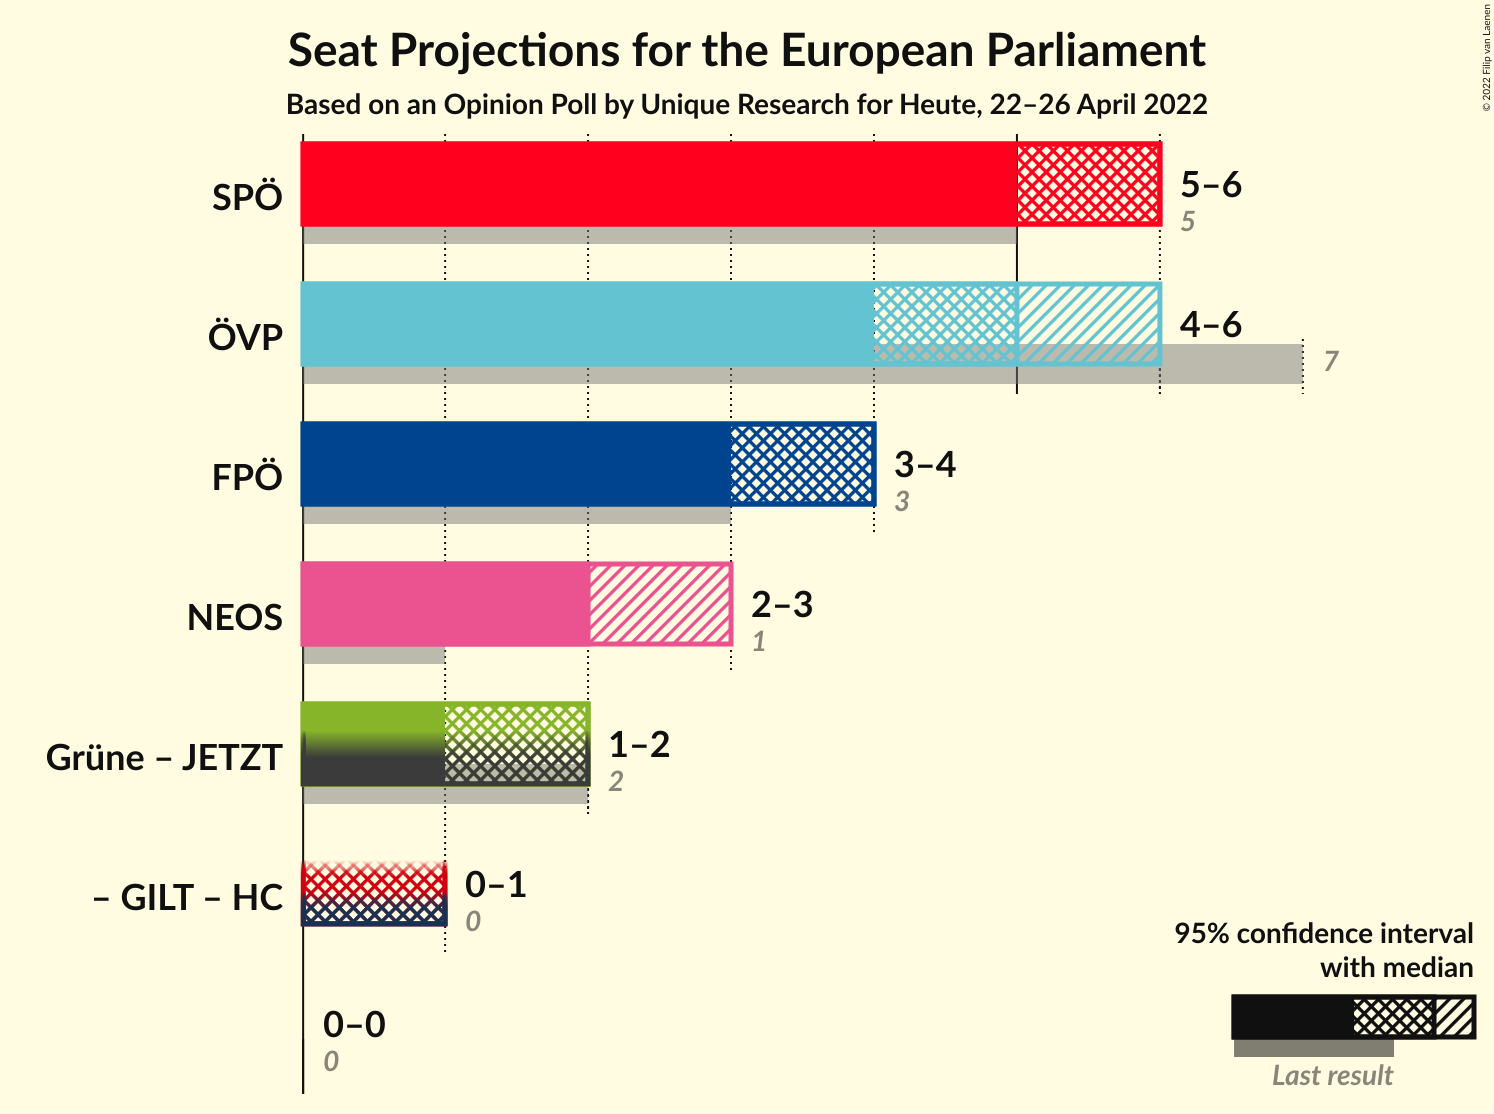 Seat Projections for the European Parliament
Based on an Opinion Poll by Unique Research for Heute, 22–26 April 2022
© 2022 Filip van Laenen
SPÖ
5–6
5
ÖVP
4–6
7
FPÖ
3–4
3
NEOS
2–3
1
Grüne – JETZT
1–2
2
– GILT – HC
0–1
0
0–0
0
95% confidence interval
with median
Last result